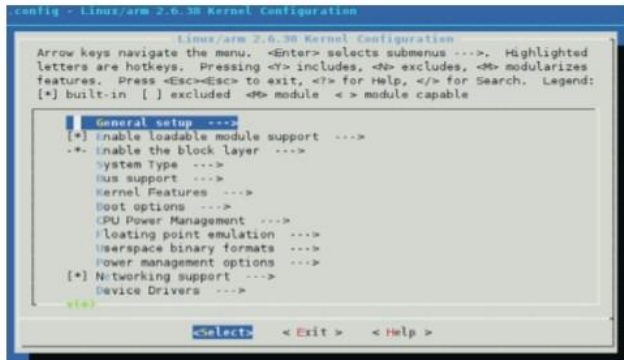 .config - Linux/arm 2.6.38 Kernel Configuration
Linux/arm 2.6.38 Kernel Configuration
Arrow keys navigate the menu. <Enter> selects submenus --->. Highlighted
letters are hotkeys. Pressing <Y> includes, <N> excludes, <M> modularizes
features. Press <Esc><Esc> to exit, <?> for Help, </> for Search. Legend:
[*] built-in [ ] excluded <M> module < > module capable
General setup --->
[*] Enable loadable module support --->
-*- Enable the block layer --->
System Type --->
Bus support --->
Kernel Features --->
Boot options --->
CPU Power Management --->
Floating point emulation --->
Userspace binary formats --->
Power management options --->
[*] Networking support --->
Device Drivers --->
v(+)
<Select> < Exit > < Help >